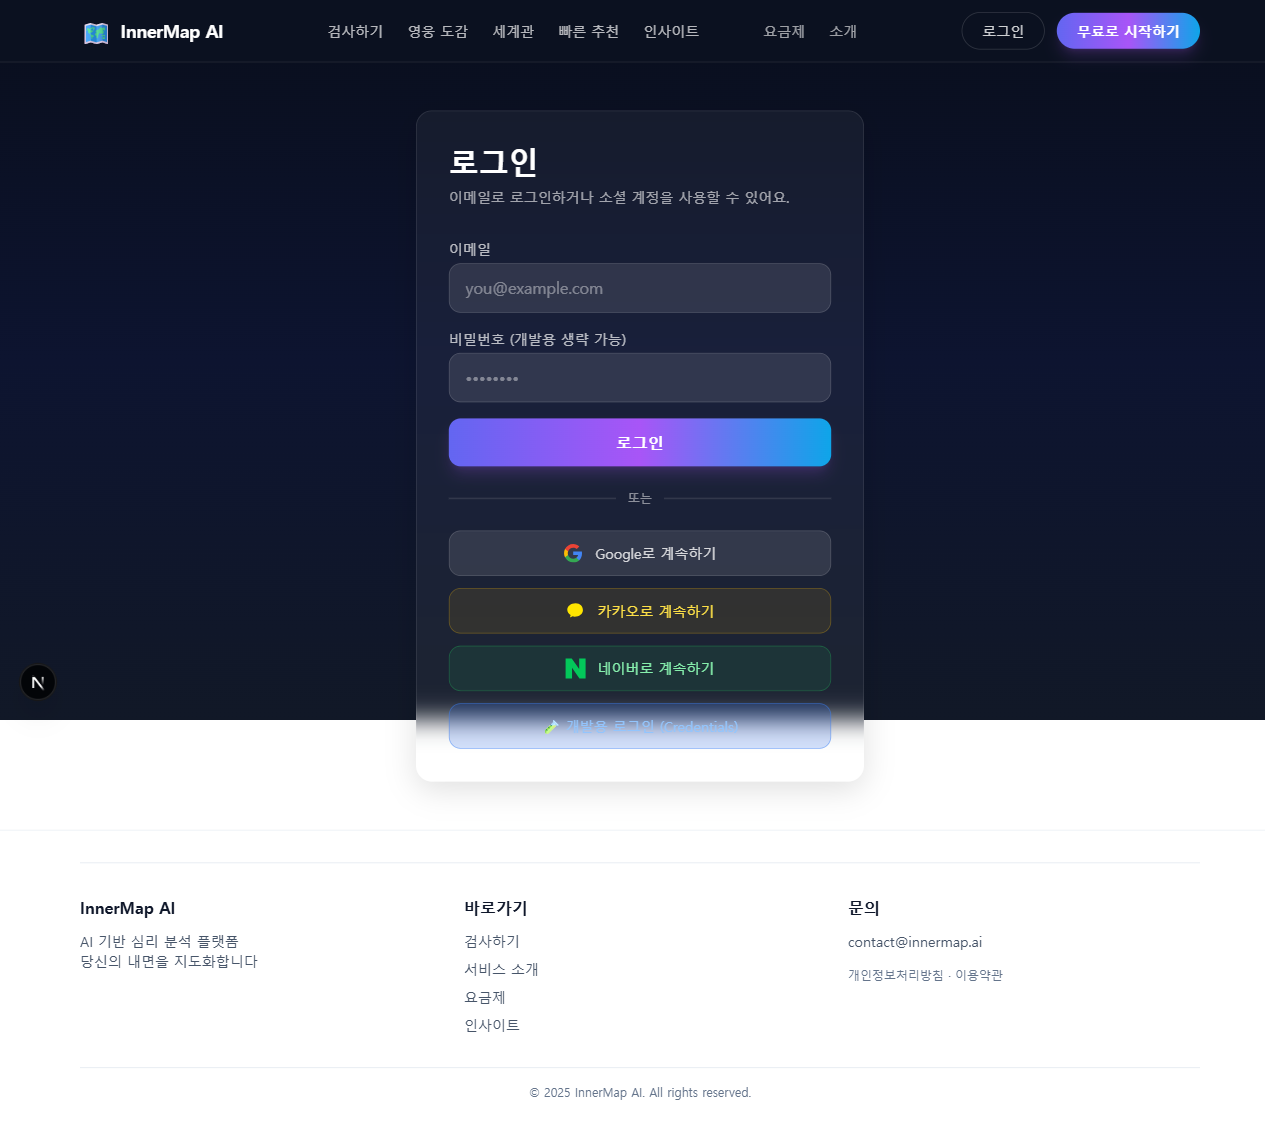 InnerMap AI
검사하기
영웅 도감
세계관
빠른 추천
인사이트
요금제
소개
로그인
무료로 시작하기
로그인
이메일로 로그인하거나 소셜 계정을 사용할 수 있어요.
이메일
you@example.com
비밀번호 (개발용 생략 가능)
••••••••
로그인
또는
Google로 계속하기
카카오로 계속하기
N 네이버로 계속하기
개발용 로그인 (Credentials)
N
InnerMap AI
AI 기반 심리 분석 플랫폼
당신의 내면을 지도화합니다
바로가기
검사하기
서비스 소개
요금제
인사이트
문의
contact@innermap.ai
개인정보처리방침 · 이용약관
© 2025 InnerMap AI. All rights reserved.